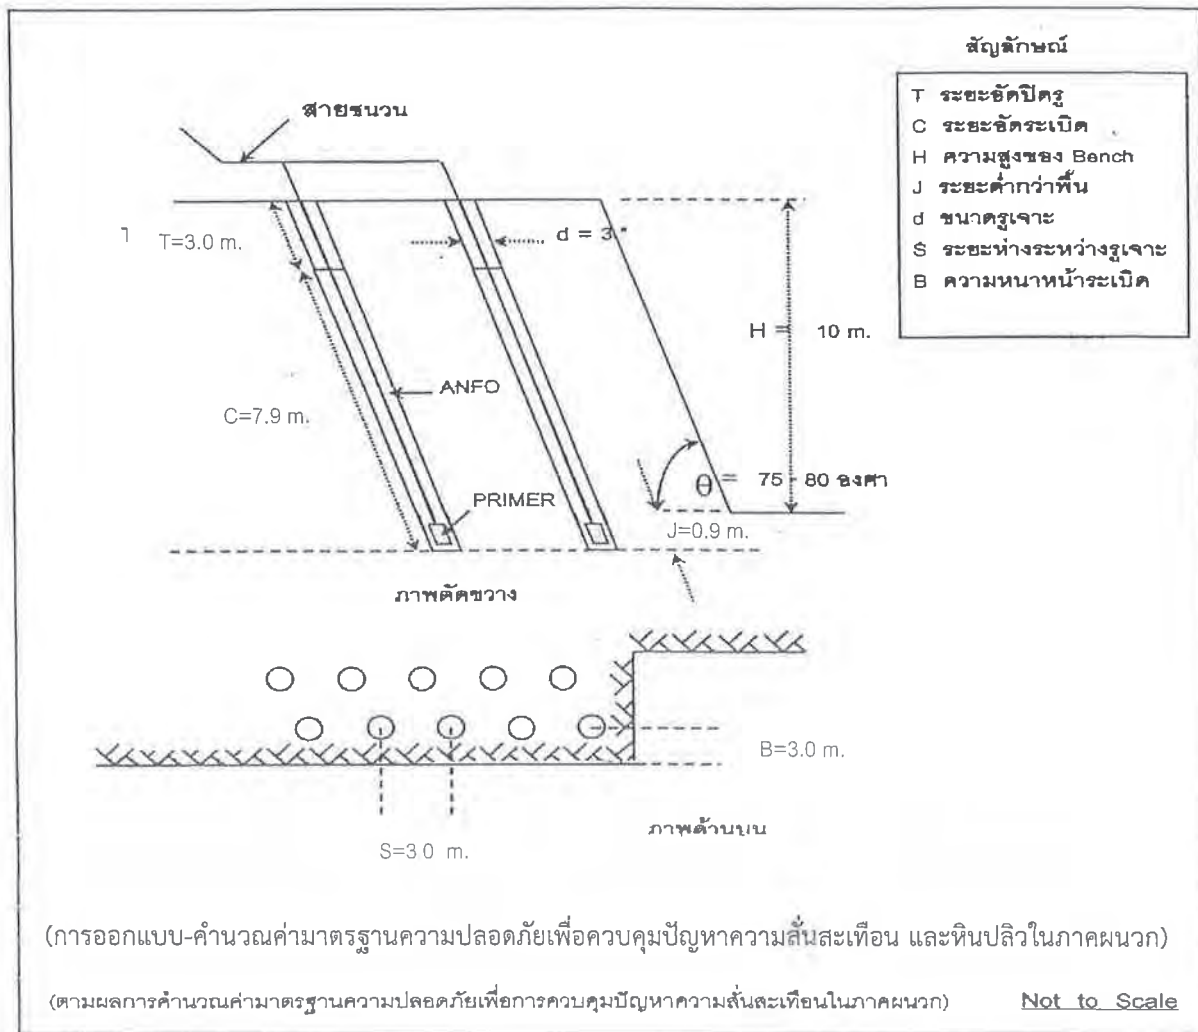 สัญลักษณ์
T ระยะอัดปิดรู
C ระยะอัดระเบิด
H ความสูงของ Bench
J ระยะต่ำกว่าพื้น
d ขนาดรูเจาะ
S ระยะห่างระหว่างรูเจาะ
B ความหนาหน้าระเบิด
สายชนวน
T=3.0 m.
d = 3 "
H = 10 m.
ANFO
C=7.9 m.
θ = 75 - 80 องศา
PRIMER
J=0.9 m.
ภาพตัดขวาง
B=3.0 m.
ภาพด้านบน
S=3.0 m.
(การออกแบบ-คำนวณค่ามาตรฐานความปลอดภัยเพื่อควบคุมปัญหาความสั่นสะเทือน และหินปลิวในภาคผนวก)
(ตามผลการคำนวณค่ามาตรฐานความปลอดภัยเพื่อการควบคุมปัญหาความสั่นสะเทือนในภาคผนวก) Not to Scale